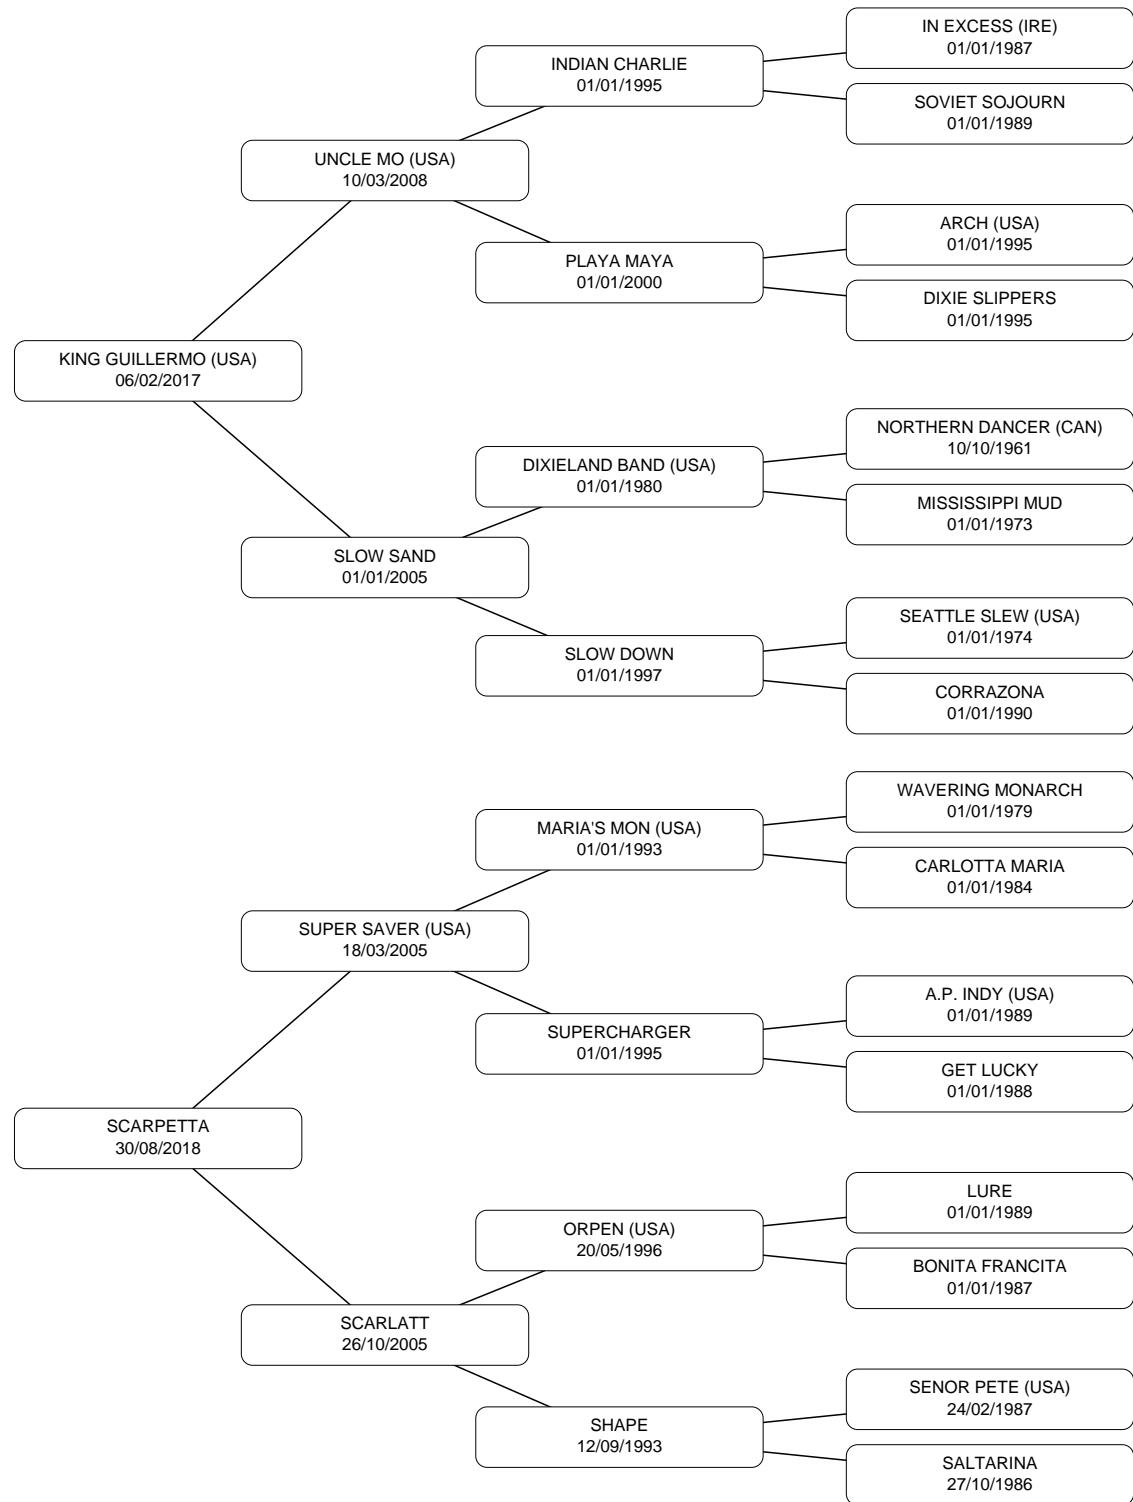 IN EXCESS (IRE)
01/01/1987
INDIAN CHARLIE
01/01/1995
SOVIET SOJOURN
01/01/1989
UNCLE MO (USA)
10/03/2008
ARCH (USA)
01/01/1995
PLAYA MAYA
01/01/2000
DIXIE SLIPPERS
01/01/1995
KING GUILLERMO (USA)
06/02/2017
NORTHERN DANCER (CAN)
10/10/1961
DIXIELAND BAND (USA)
01/01/1980
MISSISSIPPI MUD
01/01/1973
SLOW SAND
01/01/2005
SEATTLE SLEW (USA)
01/01/1974
SLOW DOWN
01/01/1997
CORRAZONA
01/01/1990
WAVERING MONARCH
01/01/1979
MARIA'S MON (USA)
01/01/1993
CARLOTTA MARIA
01/01/1984
SUPER SAVER (USA)
18/03/2005
A.P. INDY (USA)
01/01/1989
SUPERCHARGER
01/01/1995
GET LUCKY
01/01/1988
SCARPETTA
30/08/2018
LURE
01/01/1989
ORPEN (USA)
20/05/1996
BONITA FRANCITA
01/01/1987
SCARLATT
26/10/2005
SENOR PETE (USA)
24/02/1987
SHAPE
12/09/1993
SALTARINA
27/10/1986